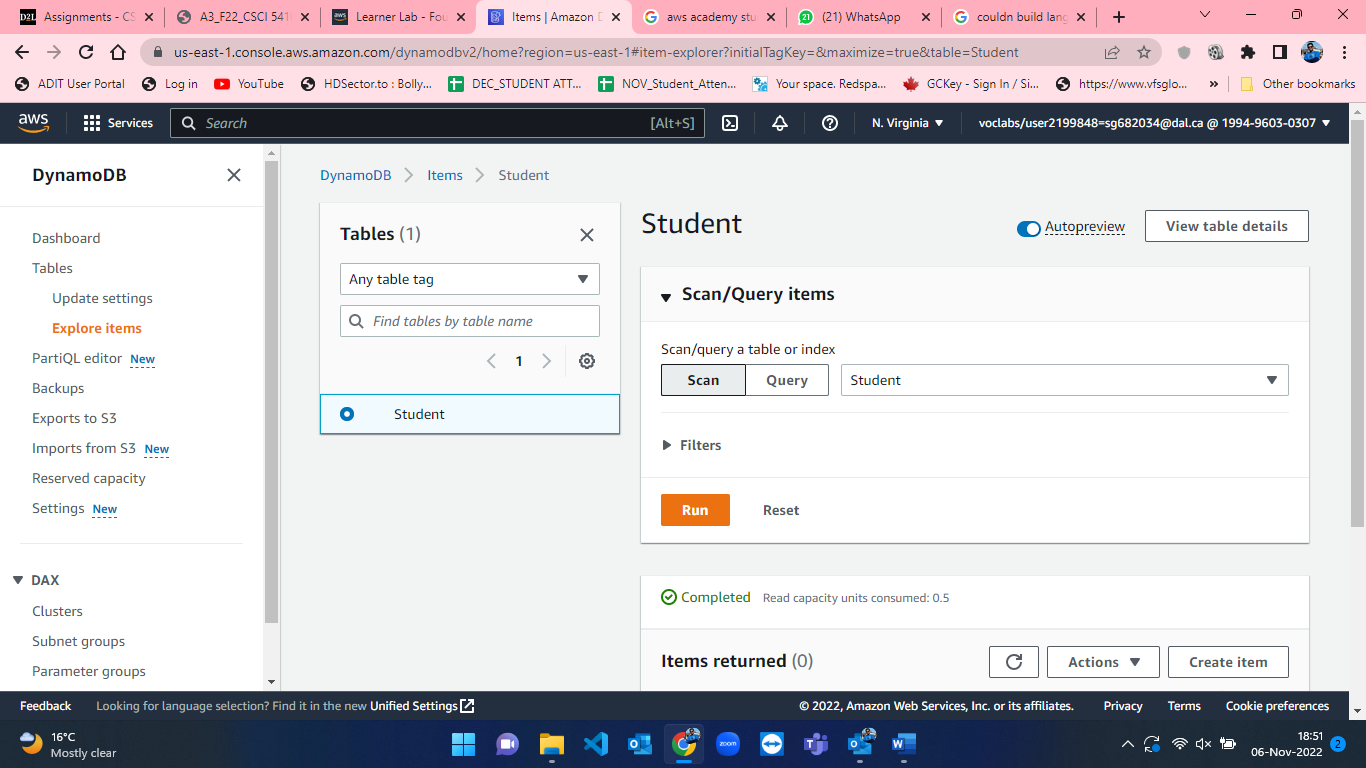 Assignments - CS
A3_F22_CSCI 541
Learner Lab - Fou
Items | Amazon D
aws academy stu
(21) WhatsApp
couldn build lang
us-east-1.console.aws.amazon.com/dynamodbv2/home?region=us-east-1#item-explorer?initialTagKey=&maximize=true&table=Student
ADIT User Portal
Log in
YouTube
HDSector.to : Bolly...
DEC_STUDENT ATT...
NOV_Student_Atten...
Your space. Redspa...
GCKey - Sign In / Si...
https://www.vfsglo...
»
Other bookmarks
aws
Services
Search
[Alt+S]
N. Virginia
voclabs/user2199848=sg682034@dal.ca @ 1994-9603-0307
DynamoDB
Dashboard
Tables
Update settings
Explore items
PartiQL editor New
Backups
Exports to S3
Imports from S3 New
Reserved capacity
Settings New
DAX
Clusters
Subnet groups
Parameter groups
DynamoDB
Items
Student
Tables (1)
Any table tag
Find tables by table name
1
Student
Student
Autopreview
View table details
Scan/Query items
Scan/query a table or index
Scan
Query
Student
Filters
Run
Reset
Completed
Read capacity units consumed: 0.5
Items returned (0)
Actions
Create item
Feedback
Looking for language selection? Find it in the new Unified Settings
© 2022, Amazon Web Services, Inc. or its affiliates.
Privacy
Terms
Cookie preferences
16°C
Mostly clear
zoom
18:51
06-Nov-2022
2